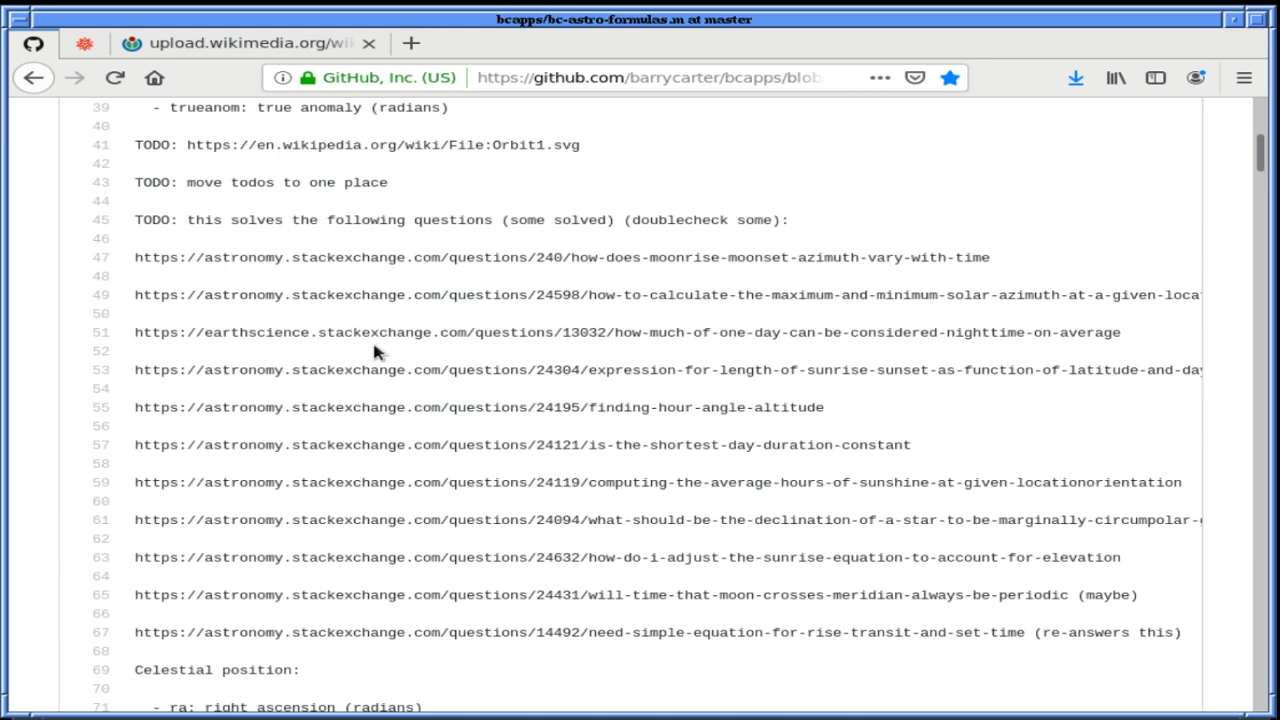 bcapps/bc-astro-formulas.m at master
upload.wikimedia.org/wi
GitHub, Inc. (US) https://github.com/barrycarter/bcapps/blob
39 - trueanom: true anomaly (radians)
40
41 TODO: https://en.wikipedia.org/wiki/File:Orbit1.svg
42
43 TODO: move todos to one place
44
45 TODO: this solves the following questions (some solved) (doublecheck some):
46
47 https://astronomy.stackexchange.com/questions/240/how-does-moonrise-moonset-azimuth-vary-with-time
48
49 https://astronomy.stackexchange.com/questions/24598/how-to-calculate-the-maximum-and-minimum-solar-azimuth-at-a-given-loca
50
51 https://earthscience.stackexchange.com/questions/13032/how-much-of-one-day-can-be-considered-nighttime-on-average
52
53 https://astronomy.stackexchange.com/questions/24304/expression-for-length-of-sunrise-sunset-as-function-of-latitude-and-day
54
55 https://astronomy.stackexchange.com/questions/24195/finding-hour-angle-altitude
56
57 https://astronomy.stackexchange.com/questions/24121/is-the-shortest-day-duration-constant
58
59 https://astronomy.stackexchange.com/questions/24119/computing-the-average-hours-of-sunshine-at-given-locationorientation
60
61 https://astronomy.stackexchange.com/questions/24094/what-should-be-the-declination-of-a-star-to-be-marginally-circumpolar-
62
63 https://astronomy.stackexchange.com/questions/24632/how-do-i-adjust-the-sunrise-equation-to-account-for-elevation
64
65 https://astronomy.stackexchange.com/questions/24431/will-time-that-moon-crosses-meridian-always-be-periodic (maybe)
66
67 https://astronomy.stackexchange.com/questions/14492/need-simple-equation-for-rise-transit-and-set-time (re-answers this)
68
69 Celestial position:
70
71 - ra: right ascension (radians)